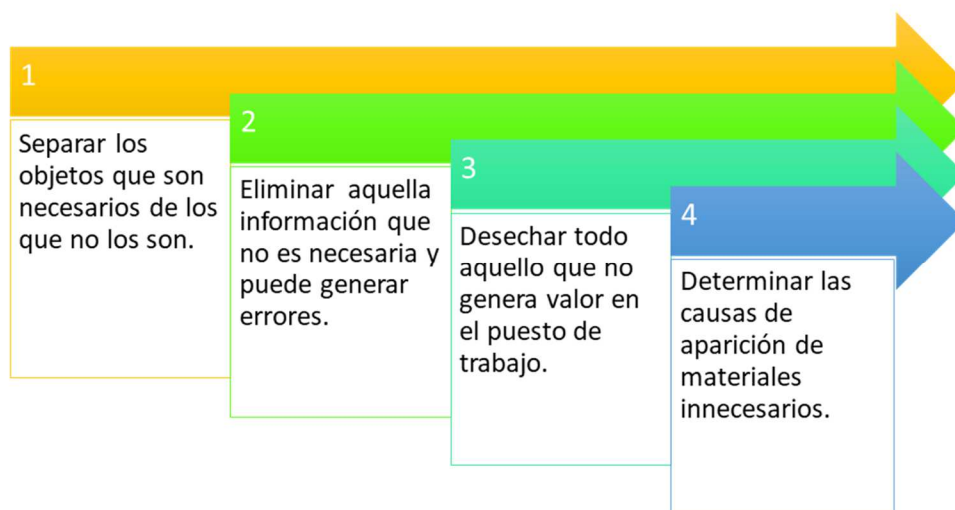 1
Separar los
objetos que son
necesarios de los
que no los son.
2
Eliminar aquella
información que
no es necesaria y
puede generar
errores.
3
Desechar todo
aquello que no
genera valor en
el puesto de
trabajo.
4
Determinar las
causas de
aparición de
materiales
innecesarios.